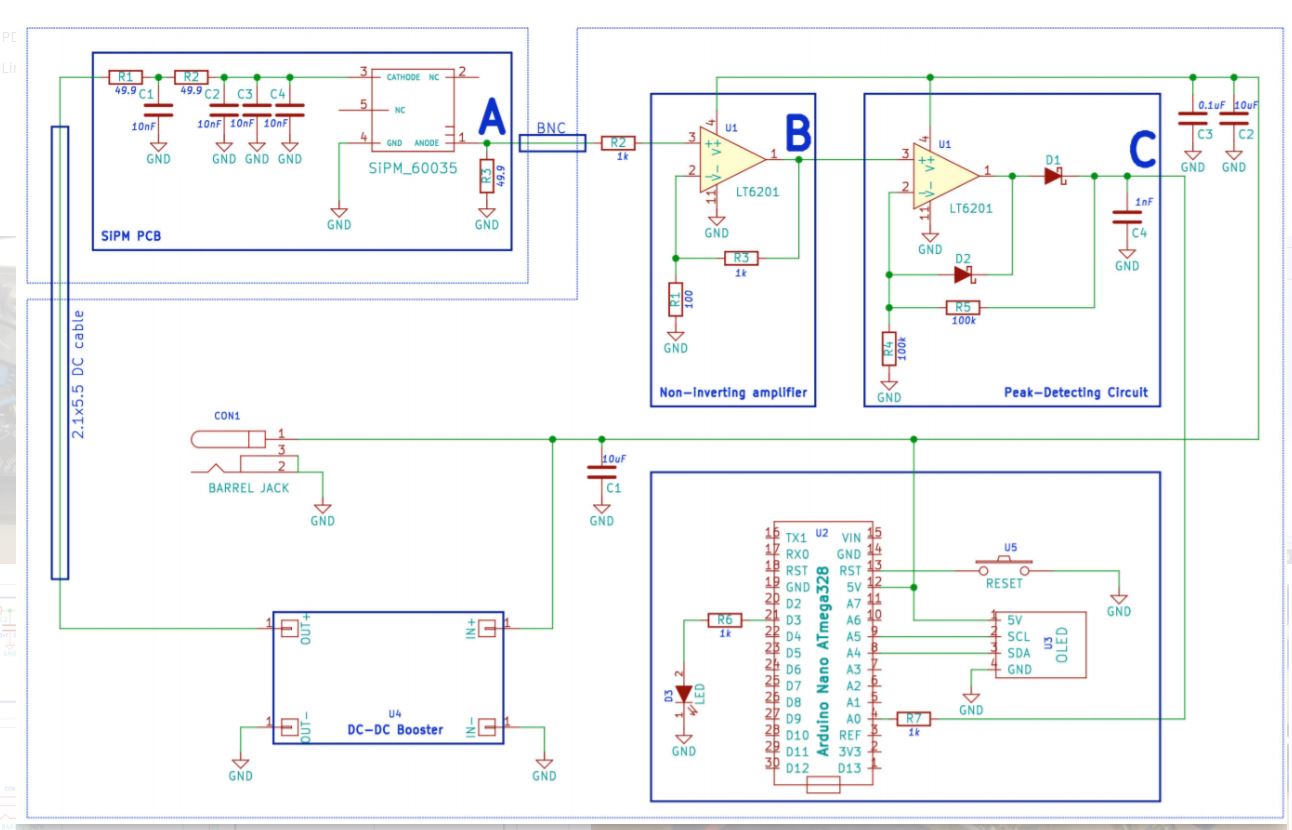 R1
49.9
R2
49.9
C1
10nF
C2
10nF
C3
10nF
C4
10nF
GND
GND
GND
GND
3
CATHODE NC
2
5
NC
4
GND ANODE
1
SiPM_60035
GND
A
R3
49.9
GND
SiPM PCB
BNC
R2
1k
3
4
U1
V+
V-
1
2
11
LT6201
GND
B
R3
1k
R1
100
GND
Non-inverting amplifier
3
4
U1
V+
V-
1
2
11
LT6201
GND
C
D1
1nF
C4
GND
D2
R5
100k
R4
100k
GND
Peak-Detecting Circuit
0.1uF
C3
GND
10uF
C2
GND
2.1x5.5 DC cable
CON1
1
3
2
BARREL JACK
GND
10uF
C1
GND
1
OUT+
IN+
1
U4
DC-DC Booster
1
OUT-
IN-
1
GND
GND
U2
Arduino Nano ATmega328
16 TX1 VIN 15
17 RX0 GND 14
18 RST RST 13
19 GND 5V 12
20 D2 A7 11
21 D3 A6 10
22 D4 A5 9
23 D5 A4 8
24 D6 A3 7
25 D7 A2 6
26 D8 A1 5
27 D9 A0 4
28 D10 REF 3
29 D11 3V3 2
30 D12 D13 1
R6
1k
2
D3
LED
1
GND
U5
RESET
GND
1 5V
2 SCL
3 SDA
4 GND
U3
OLED
GND
R7
1k